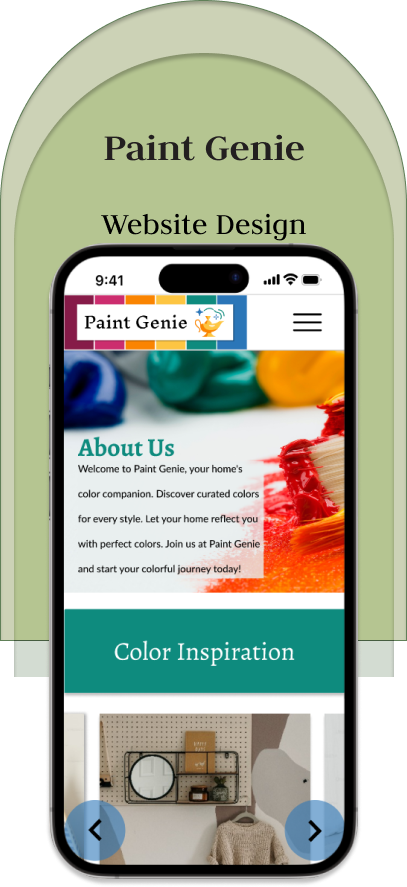 Paint Genie
Website Design
9:41
Paint Genie
About Us
Welcome to Paint Genie, your home's
color companion. Discover curated colors
for every style. Let your home reflect you
with perfect colors. Join us at Paint Genie
and start your colorful journey today!
Color Inspiration